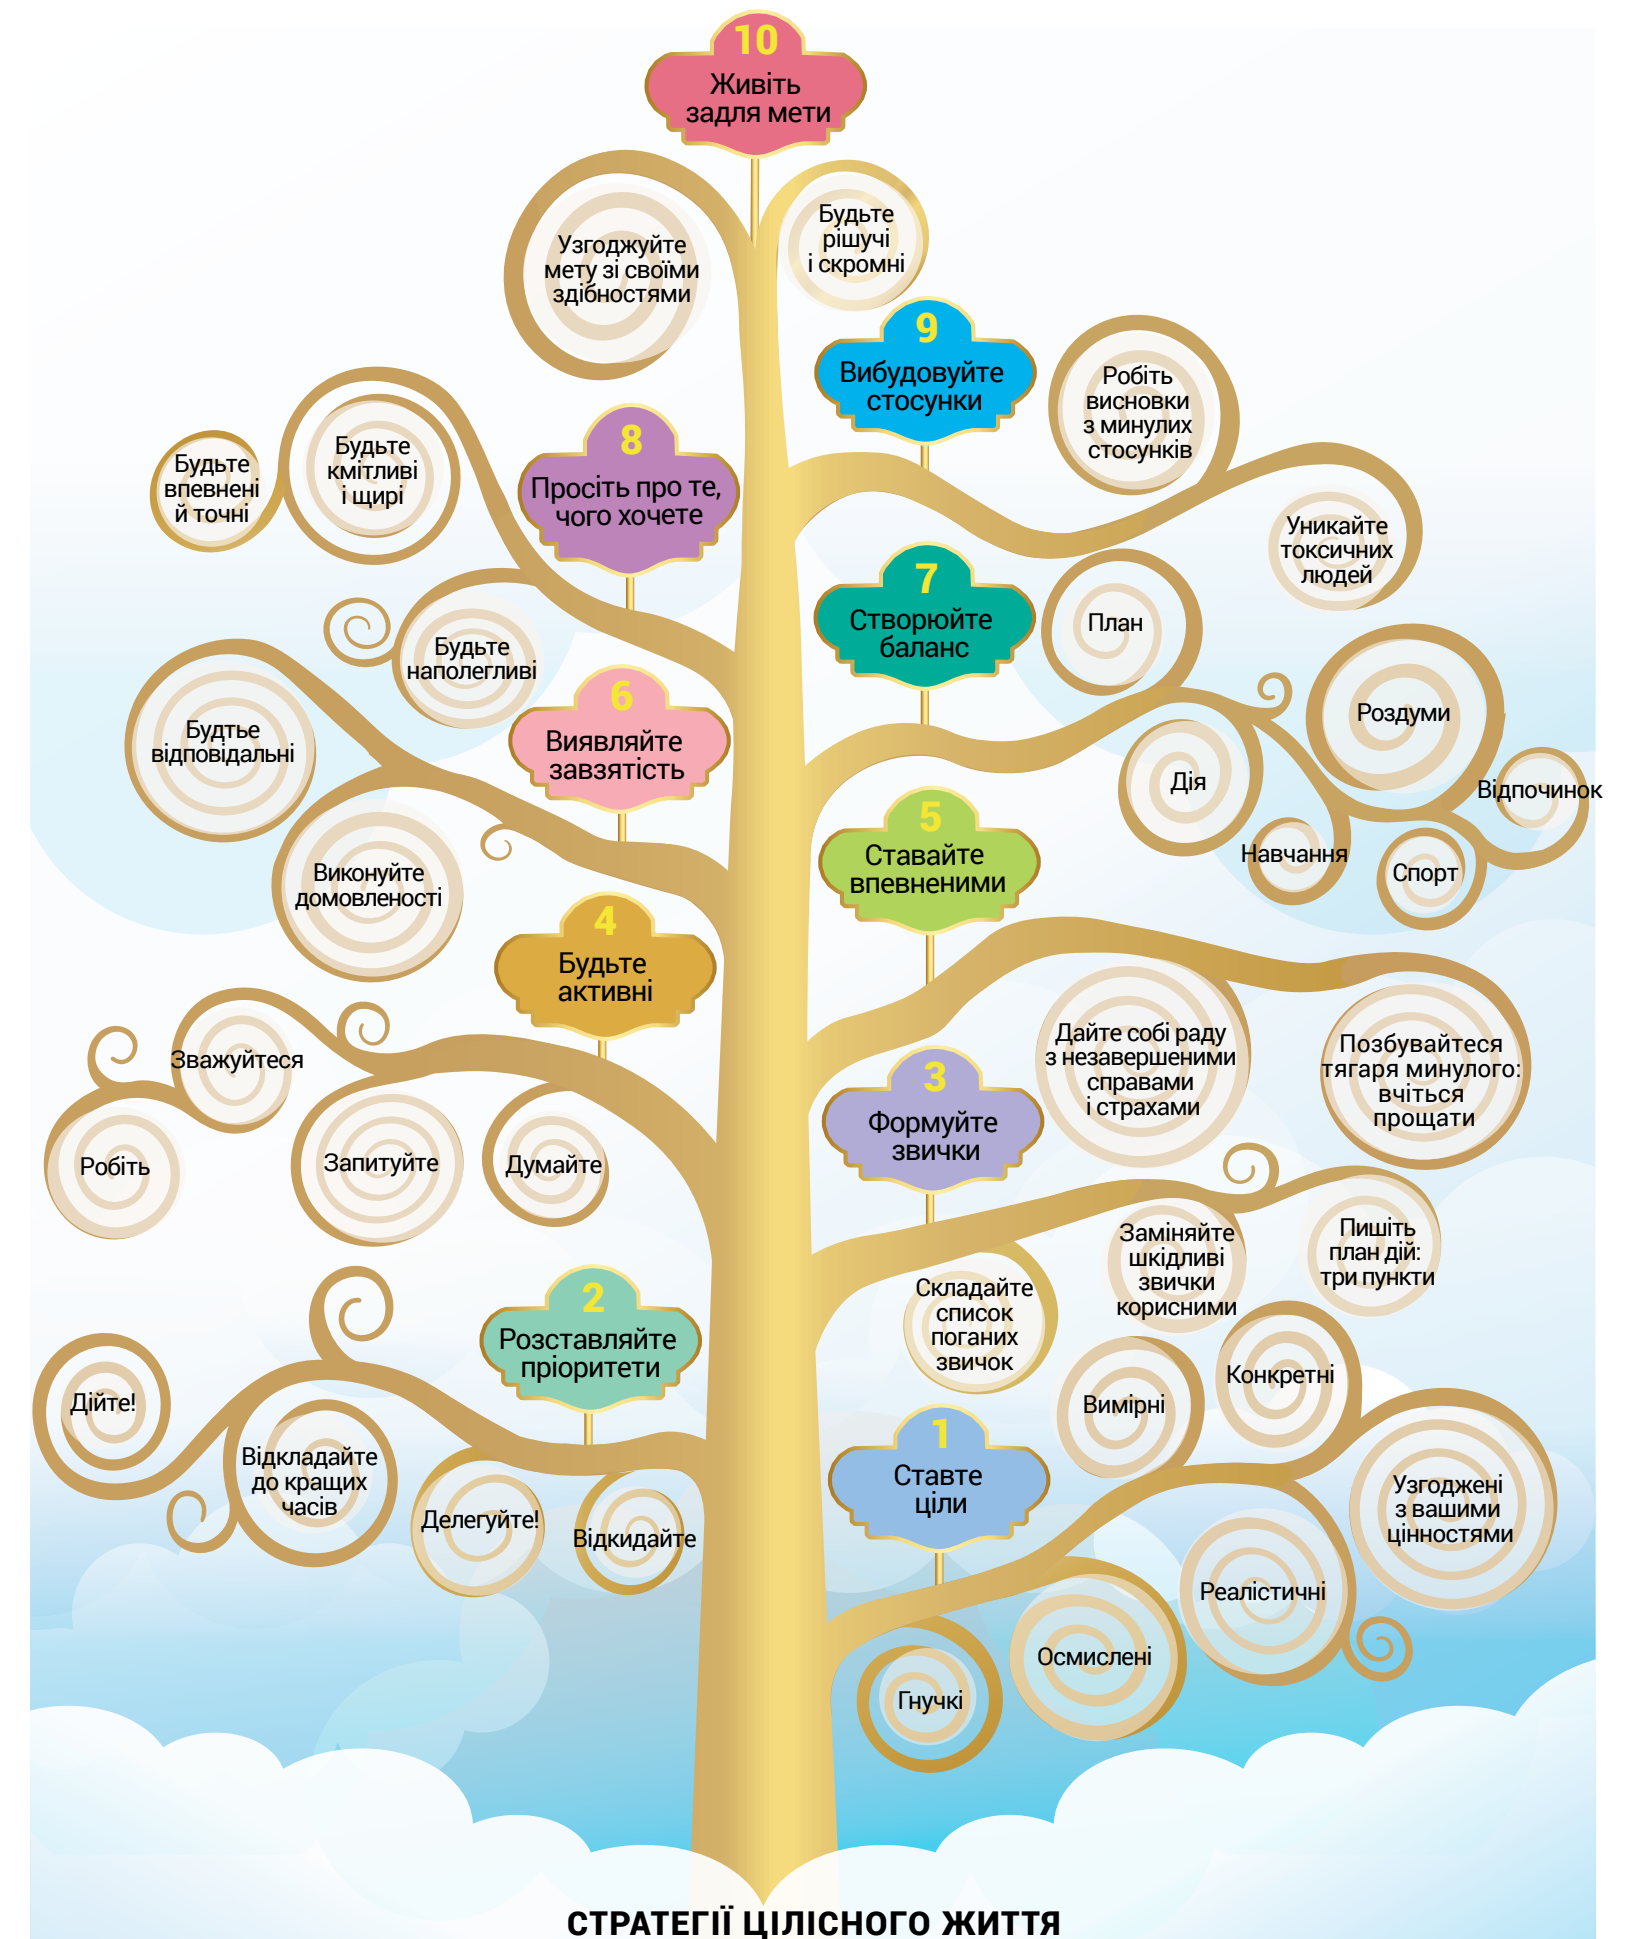 10
Живіть
задля мети
Узгоджуйте
мету зі своїми
здібностями
Будьте
рішучі
і скромні
9
Вибудовуйте
стосунки
Робіть
висновки
з минулих
стосунків
Уникайте
токсичних
людей
8
Просіть про те,
чого хочете
Будьте
впевнені
й точні
Будьте
кмітливі
і щирі
Будьте
наполегливі
7
Створюйте
баланс
План
Дія
Роздуми
Навчання
Спорт
Відпочинок
6
Виявляйте
завзятість
Будтье
відповідальні
Виконуйте
домовленості
5
Ставайте
впевненими
Дайте собі раду
з незавершеними
справами
і страхами
Позбувайтеся
тягаря минулого:
вчіться
прощати
4
Будьте
активні
Зважуйтеся
Робіть
Запитуйте
Думайте
3
Формуйте
звички
Складайте
список
поганих
звичок
Заміняйте
шкідливі
звички
корисними
Пишіть
план дій:
три пункти
2
Розставляйте
пріоритети
Дійте!
Відкладайте
до кращих
часів
Делегуйте!
Відкидайте
1
Ставте
ціли
Вимірні
Конкретні
Узгоджені
з вашими
цінностями
Реалістичні
Осмислені
Гнучкі
СТРАТЕГІЇ ЦІЛІСНОГО ЖИТТЯ